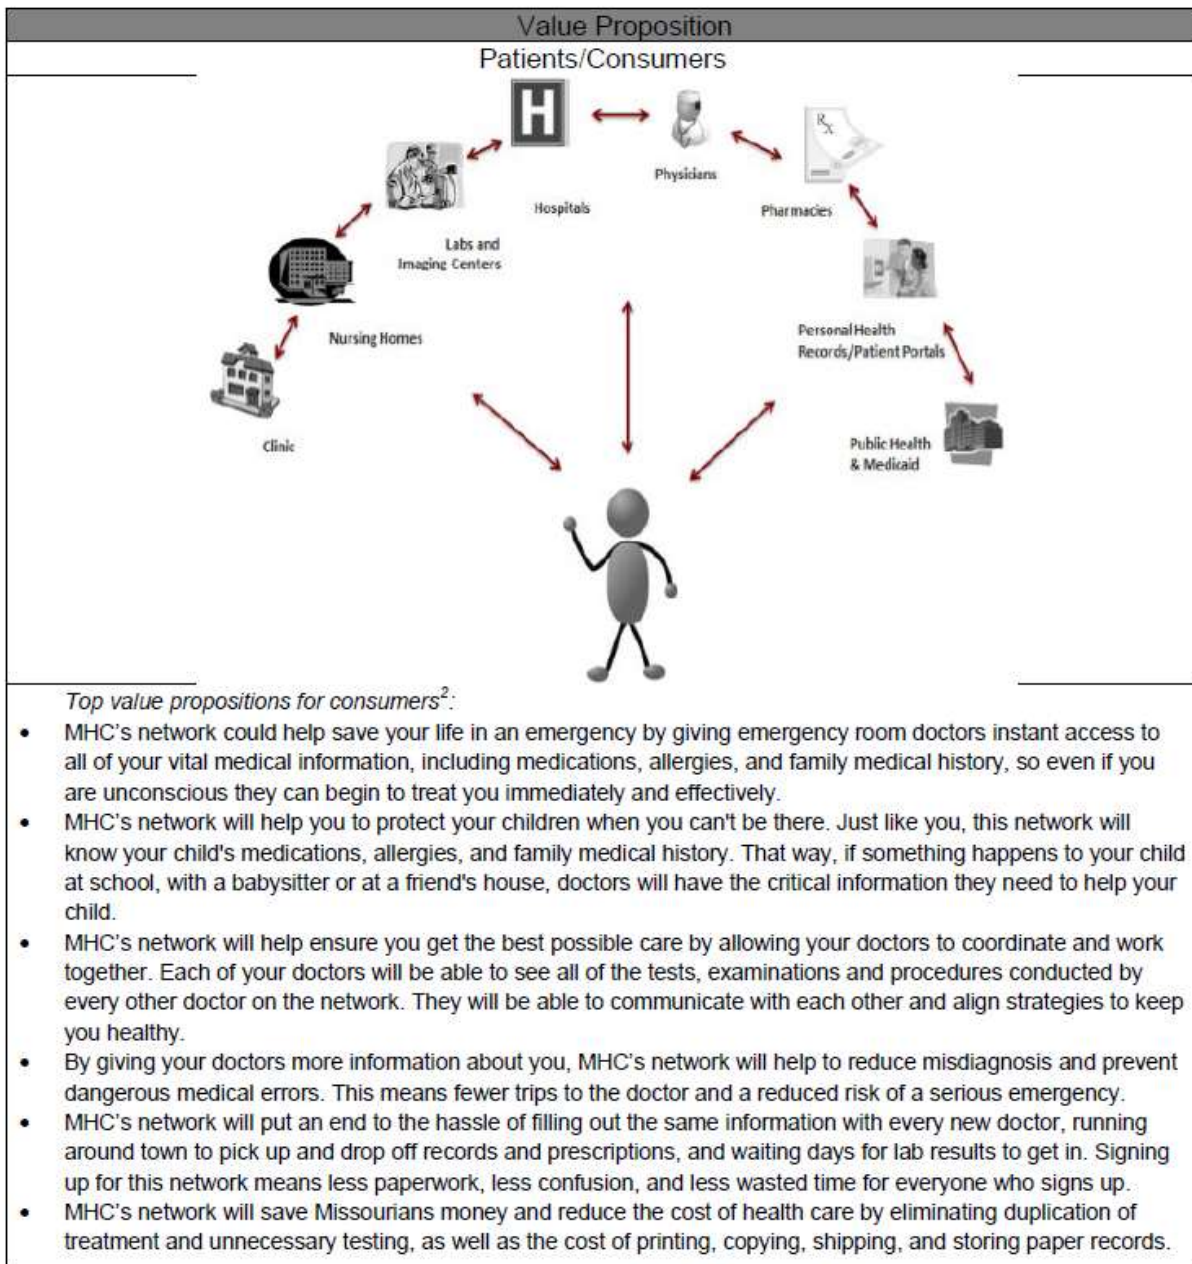 Value Proposition
Patients/Consumers
H
Physicians
Rx
Pharmacies
Hospitals
Labs and
Imaging Centers
Nursing Homes
Personal Health
Records/Patient Portals
Clinic
Public Health
& Medicaid
Top value propositions for consumers2:
• MHC's network could help save your life in an emergency by giving emergency room doctors instant access to
all of your vital medical information, including medications, allergies, and family medical history, so even if you
are unconscious they can begin to treat you immediately and effectively.
• MHC's network will help you to protect your children when you can't be there. Just like you, this network will
know your child's medications, allergies, and family medical history. That way, if something happens to your child
at school, with a babysitter or at a friend's house, doctors will have the critical information they need to help your
child.
• MHC's network will help ensure you get the best possible care by allowing your doctors to coordinate and work
together. Each of your doctors will be able to see all of the tests, examinations and procedures conducted by
every other doctor on the network. They will be able to communicate with each other and align strategies to keep
you healthy.
• By giving your doctors more information about you, MHC's network will help to reduce misdiagnosis and prevent
dangerous medical errors. This means fewer trips to the doctor and a reduced risk of a serious emergency.
• MHC's network will put an end to the hassle of filling out the same information with every new doctor, running
around town to pick up and drop off records and prescriptions, and waiting days for lab results to get in. Signing
up for this network means less paperwork, less confusion, and less wasted time for everyone who signs up.
• MHC's network will save Missourians money and reduce the cost of health care by eliminating duplication of
treatment and unnecessary testing, as well as the cost of printing, copying, shipping, and storing paper records.